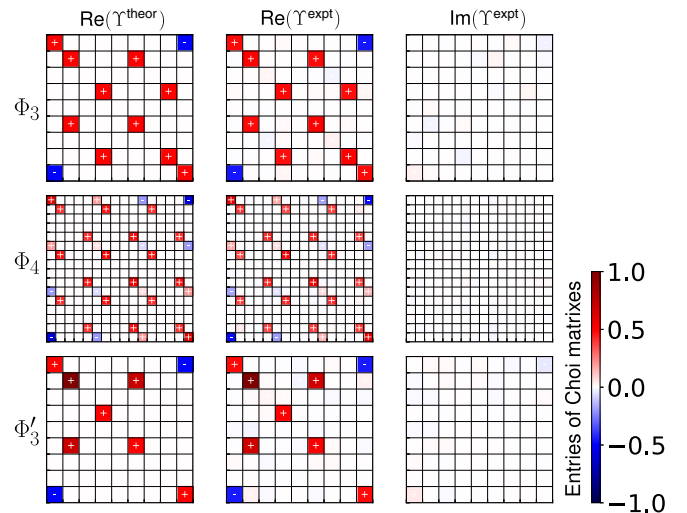 Re(Υ^theor) Re(Υ^expt) Im(Υ^expt)
Φ₃
Φ₄
Φ₃′
Entries of Choi matrixes
1.0
0.5
0.0
−0.5
−1.0